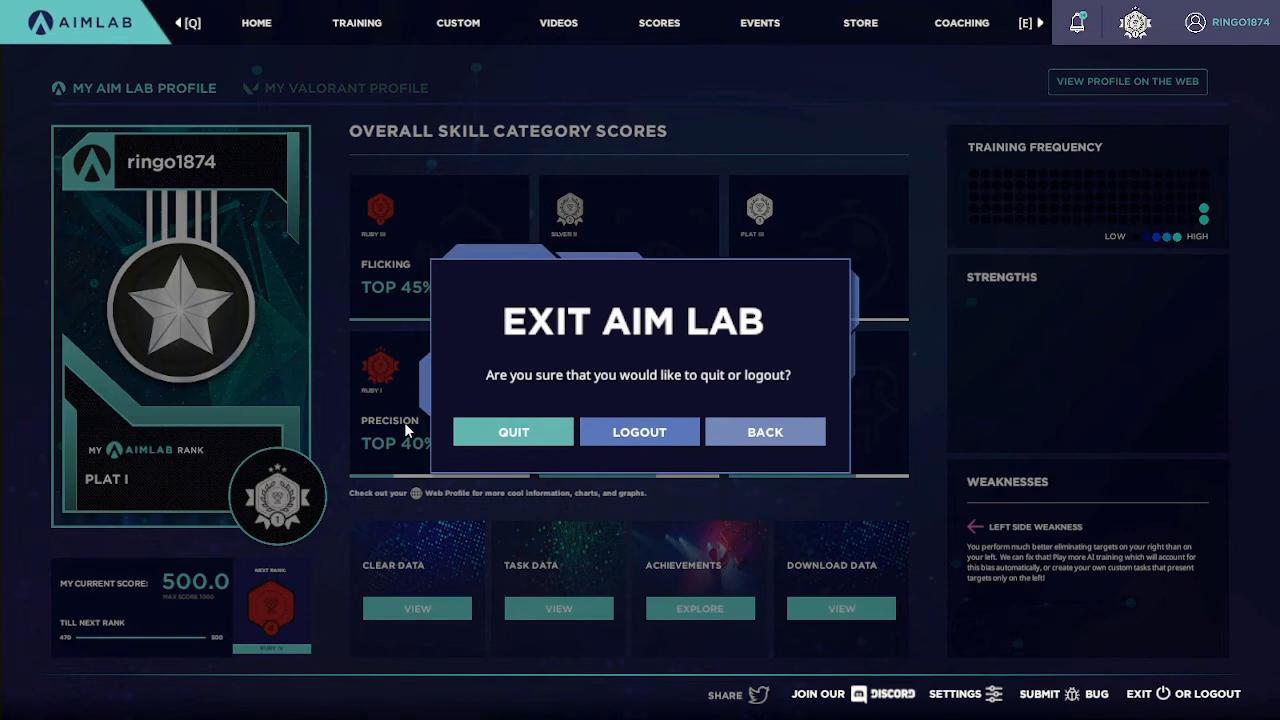 AIMLAB
[Q]
HOME
TRAINING
CUSTOM
VIDEOS
SCORES
EVENTS
STORE
COACHING
[E]
RINGO1874
MY AIM LAB PROFILE
MY VALORANT PROFILE
VIEW PROFILE ON THE WEB
ringo1874
MY AIMLAB RANK
PLAT I
1
MY CURRENT SCORE: 500.0
MAX SCORE 1000
TILL NEXT RANK
470
500
NEXT RANK
4
RUBY IV
OVERALL SKILL CATEGORY SCORES
RUBY III
SILVER II
PLAT III
FLICKING
TOP 45%
RUBY I
PRECISION
TOP 40%
EXIT AIM LAB
Are you sure that you would like to quit or logout?
QUIT
LOGOUT
BACK
Check out your Web Profile for more cool information, charts, and graphs.
CLEAR DATA
VIEW
TASK DATA
VIEW
ACHIEVEMENTS
EXPLORE
DOWNLOAD DATA
VIEW
TRAINING FREQUENCY
LOW
HIGH
STRENGTHS
WEAKNESSES
LEFT SIDE WEAKNESS
You perform much better eliminating targets on your right than on
your left. We can fix that! Play more AI training which will account for
this bias automatically, or create your own custom tasks that present
targets only on the left!
SHARE
JOIN OUR DISCORD
SETTINGS
SUBMIT BUG
EXIT OR LOGOUT